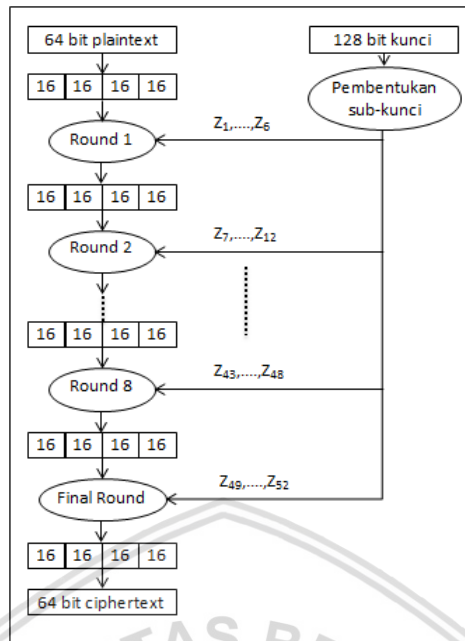 64 bit plaintext
128 bit kunci
16 16 16 16
Pembentukan
sub-kunci
Z1,....,Z6
Round 1
16 16 16 16
Z7,....,Z12
Round 2
16 16 16 16
Z43,....,Z48
Round 8
16 16 16 16
Z49,....,Z52
Final Round
16 16 16 16
64 bit ciphertext